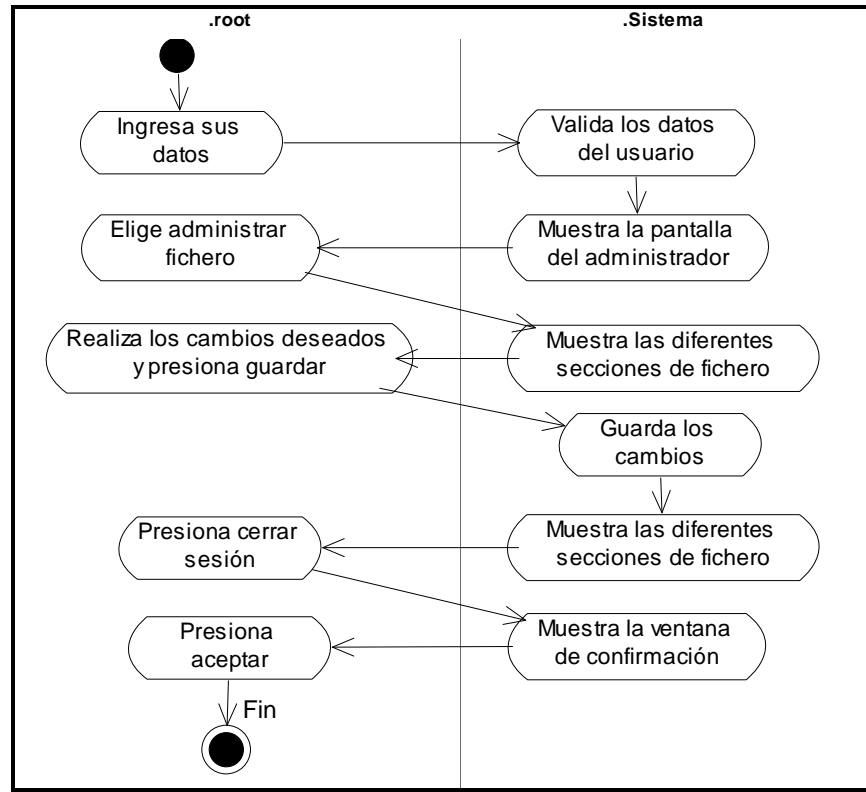 .root
.Sistema
Ingresa sus
datos
Valida los datos
del usuario
Elige administrar
fichero
Muestra la pantalla
del administrador
Realiza los cambios deseados
y presiona guardar
Muestra las diferentes
secciones de fichero
Guarda los
cambios
Presiona cerrar
sesión
Muestra las diferentes
secciones de fichero
Presiona
aceptar
Muestra la ventana
de confirmación
Fin